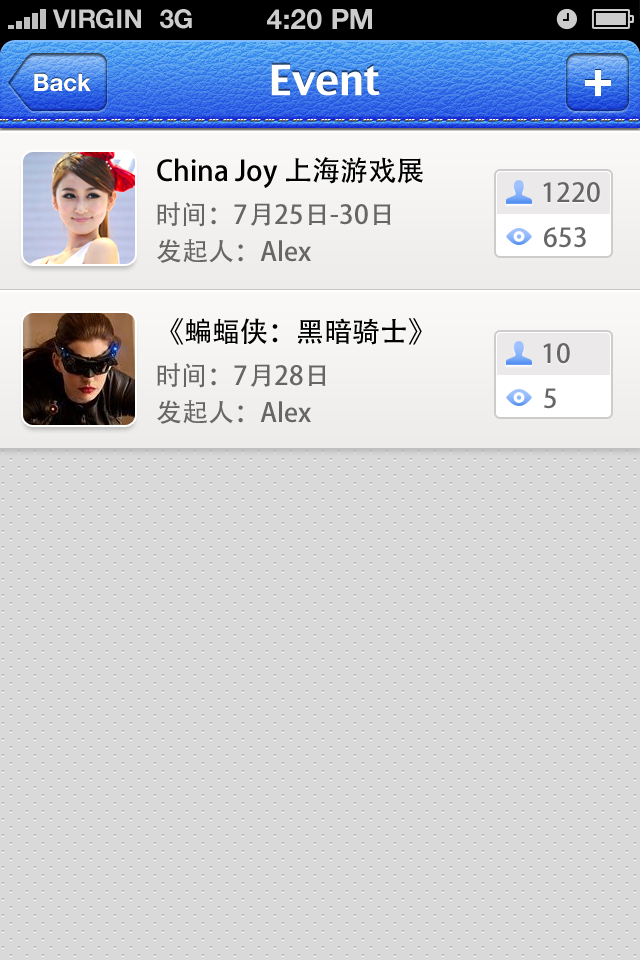 VIRGIN 3G 4:20 PM
Back Event +
China Joy 上海游戏展
时间：7月25日-30日
发起人：Alex
1220
653
《蝙蝠侠：黑暗骑士》
时间：7月28日
发起人：Alex
10
5